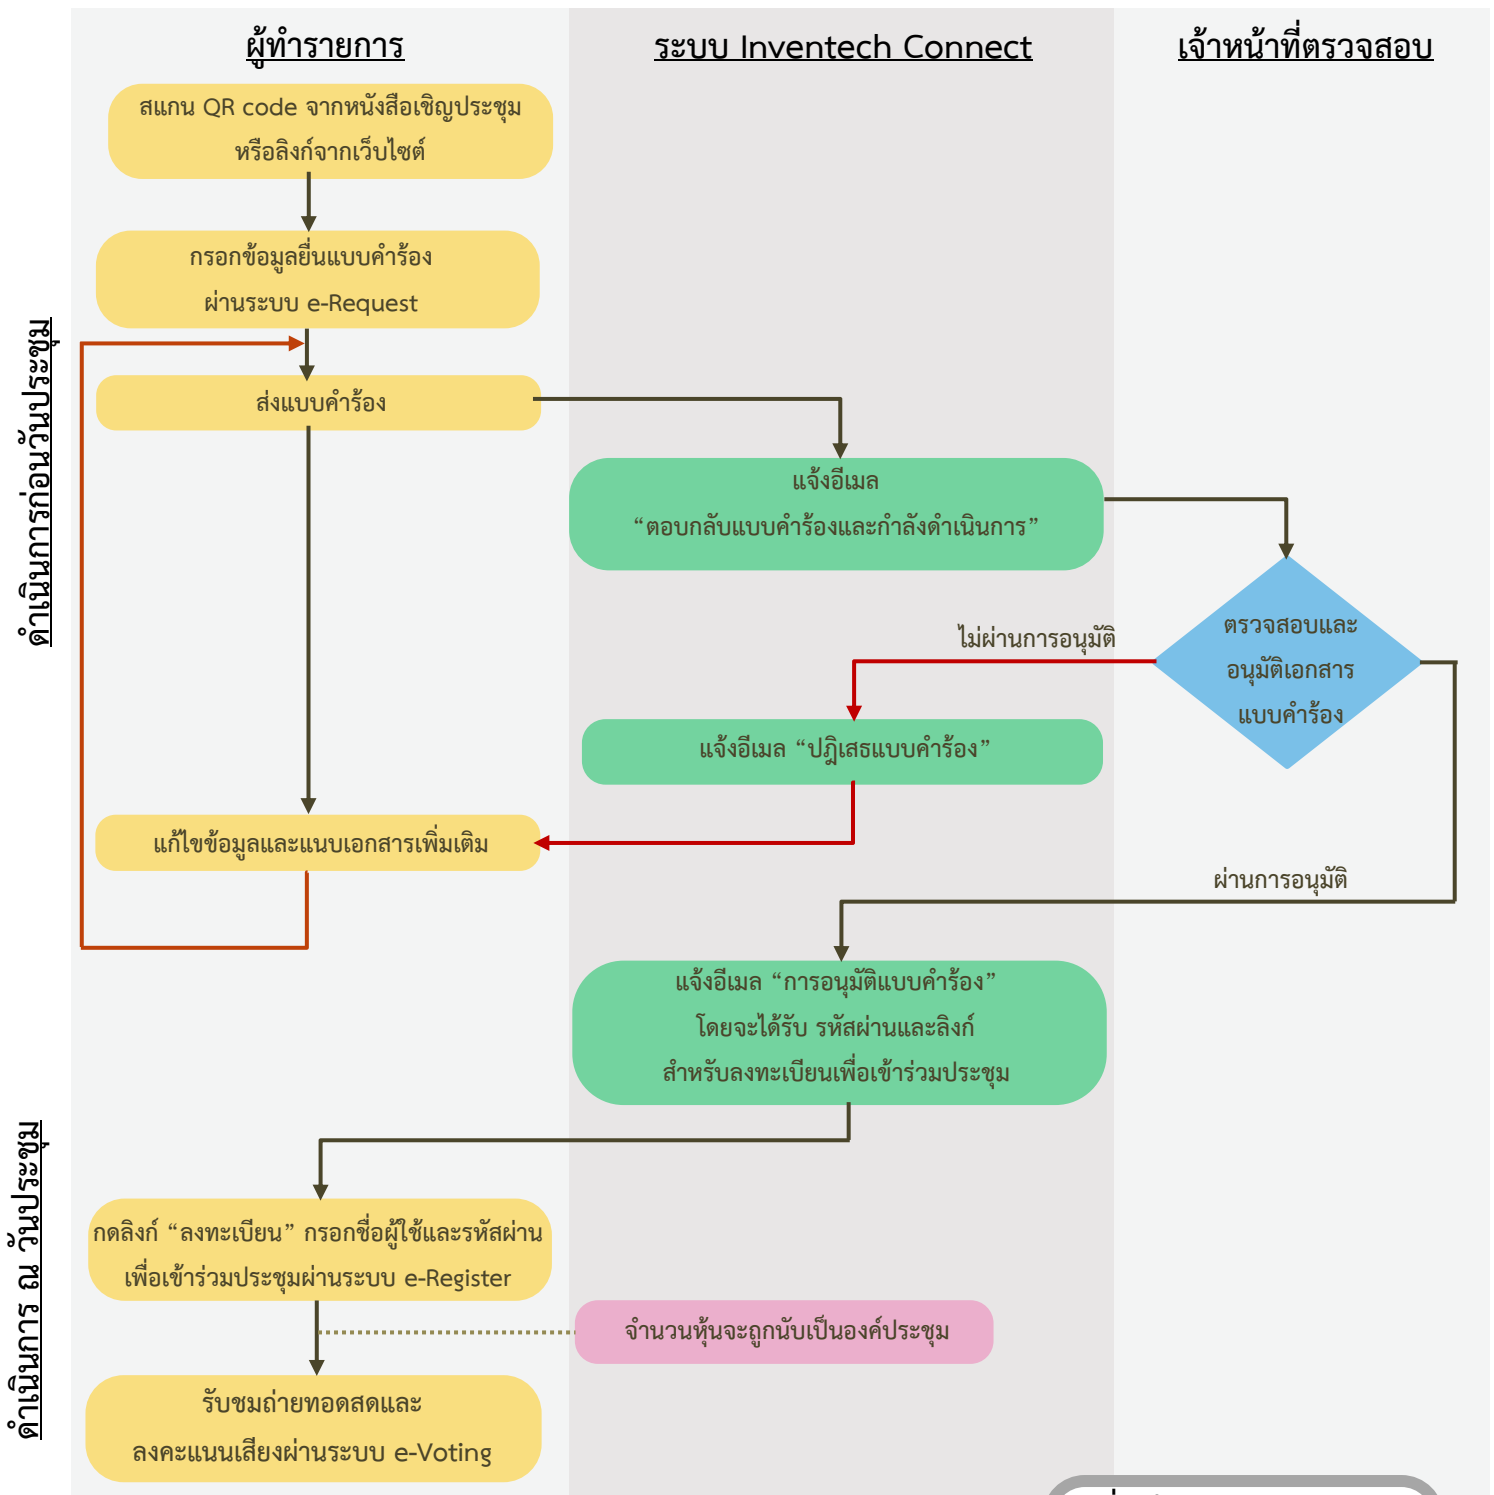 ผู้ทำรายการ
ระบบ Inventech Connect
เจ้าหน้าที่ตรวจสอบ
ดำเนินการก่อนวันประชุม
สแกน QR code จากหนังสือเชิญประชุม
หรือลิงก์จากเว็บไซต์
กรอกข้อมูลยื่นแบบคำร้อง
ผ่านระบบ e-Request
ส่งแบบคำร้อง
แจ้งอีเมล
“ตอบกลับแบบคำร้องและกำลังดำเนินการ”
ตรวจสอบและ
อนุมัติเอกสาร
แบบคำร้อง
ไม่ผ่านการอนุมัติ
แจ้งอีเมล “ปฎิเสธแบบคำร้อง”
แก้ไขข้อมูลและแนบเอกสารเพิ่มเติม
ผ่านการอนุมัติ
แจ้งอีเมล “การอนุมัติแบบคำร้อง”
โดยจะได้รับ รหัสผ่านและลิงก์
สำหรับลงทะเบียนเพื่อเข้าร่วมประชุม
ดำเนินการ ณ วันประชุม
กดลิงก์ “ลงทะเบียน” กรอกชื่อผู้ใช้และรหัสผ่าน
เพื่อเข้าร่วมประชุมผ่านระบบ e-Register
จำนวนหุ้นจะถูกนับเป็นองค์ประชุม
รับชมถ่ายทอดสดและ
ลงคะแนนเสียงผ่านระบบ e-Voting